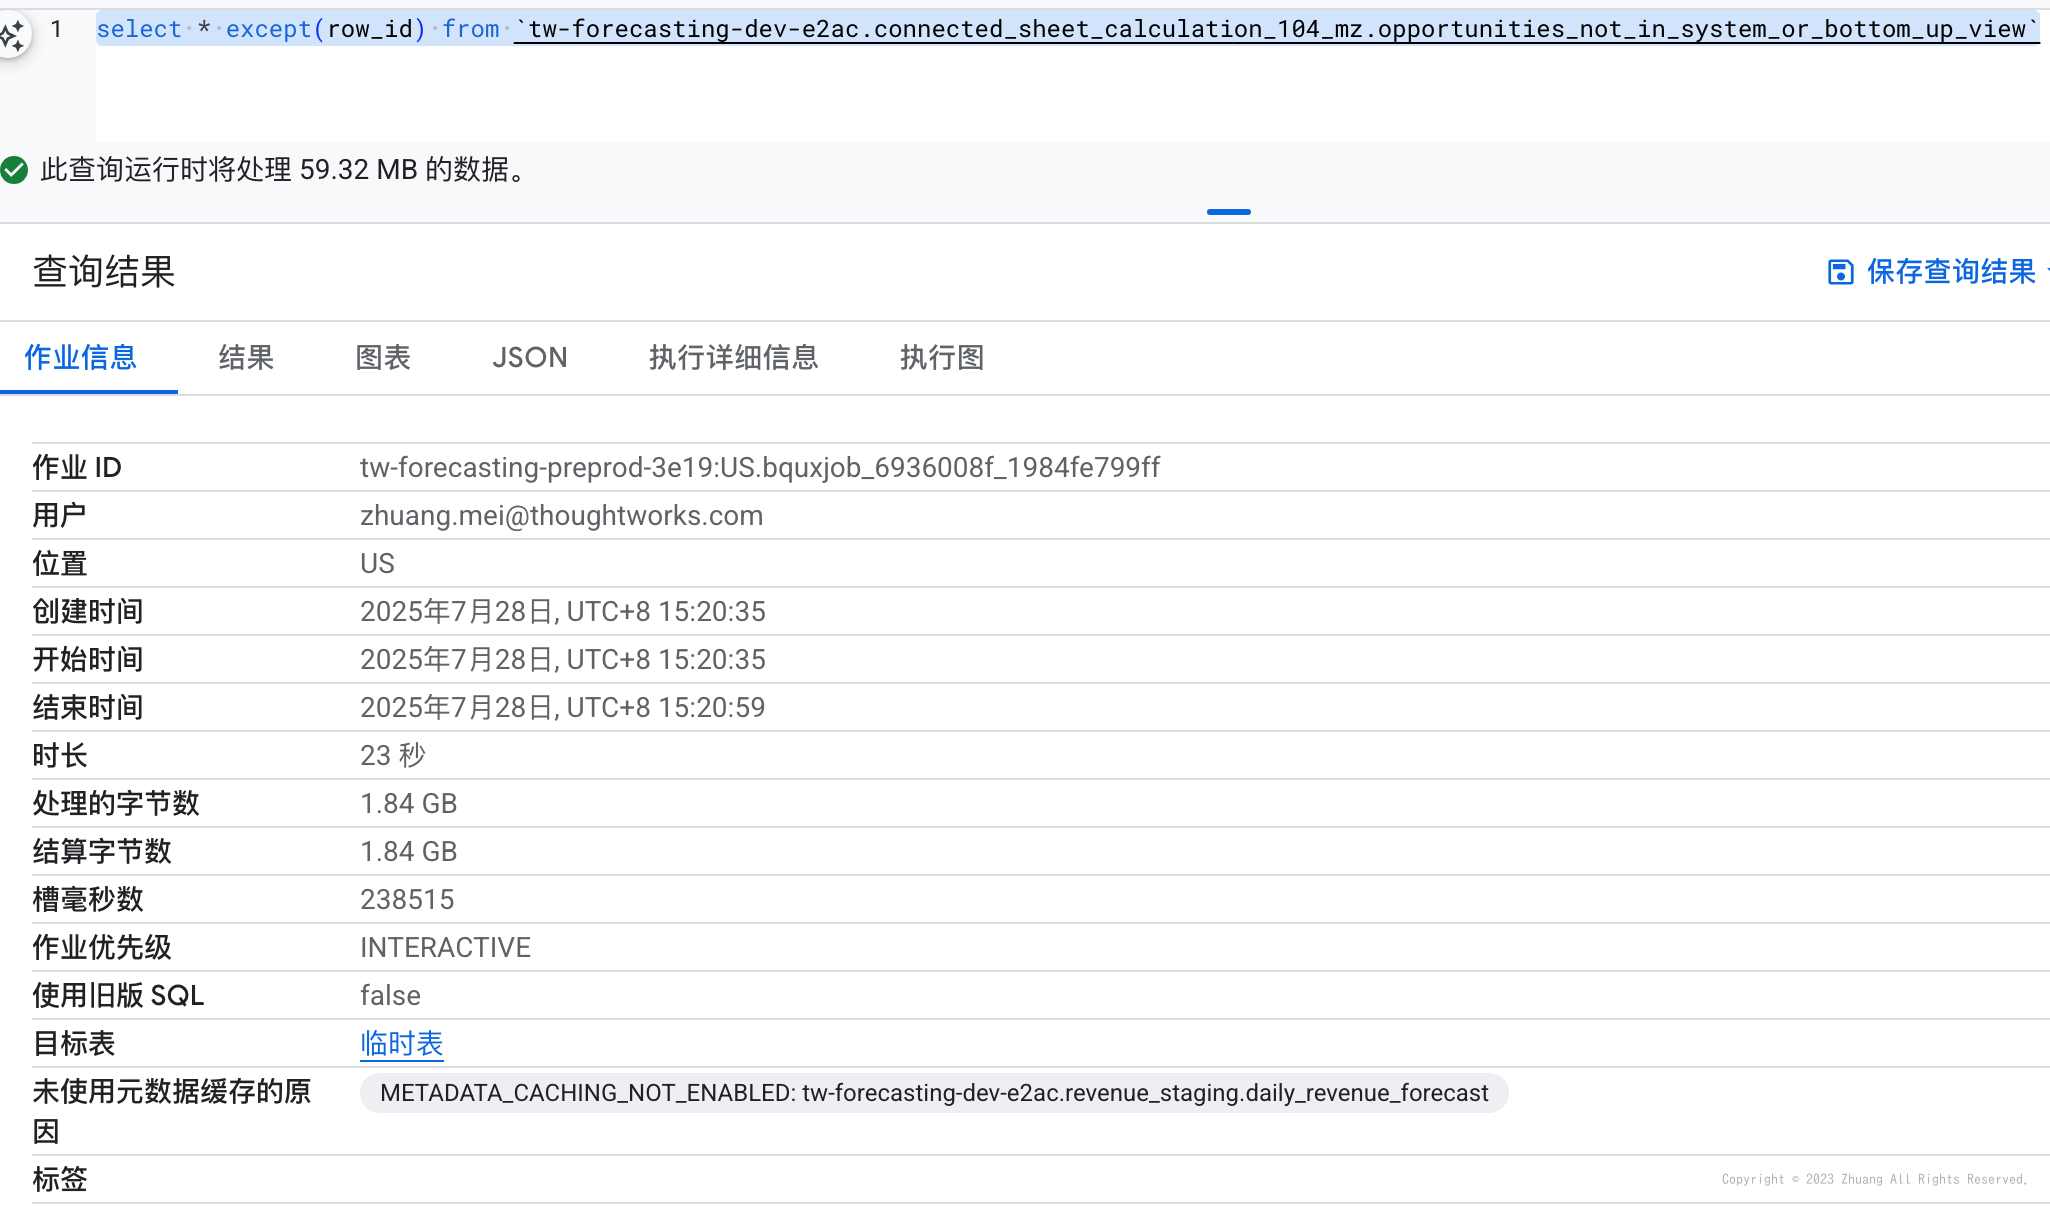 1 select * except(row_id) from `tw-forecasting-dev-e2ac.connected_sheet_calculation_104_mz.opportunities_not_in_system_or_bottom_up_view`
此查询运行时将处理 59.32 MB 的数据。
查询结果 保存查询结果
作业信息 结果 图表 JSON 执行详细信息 执行图
作业 ID tw-forecasting-preprod-3e19:US.bquxjob_6936008f_1984fe799ff
用户 zhuang.mei@thoughtworks.com
位置 US
创建时间 2025年7月28日, UTC+8 15:20:35
开始时间 2025年7月28日, UTC+8 15:20:35
结束时间 2025年7月28日, UTC+8 15:20:59
时长 23 秒
处理的字节数 1.84 GB
结算字节数 1.84 GB
槽毫秒数 238515
作业优先级 INTERACTIVE
使用旧版 SQL false
目标表 临时表
未使用元数据缓存的原 METADATA_CACHING_NOT_ENABLED: tw-forecasting-dev-e2ac.revenue_staging.daily_revenue_forecast
因
标签
Copyright © 2023 Zhuang All Rights Reserved.